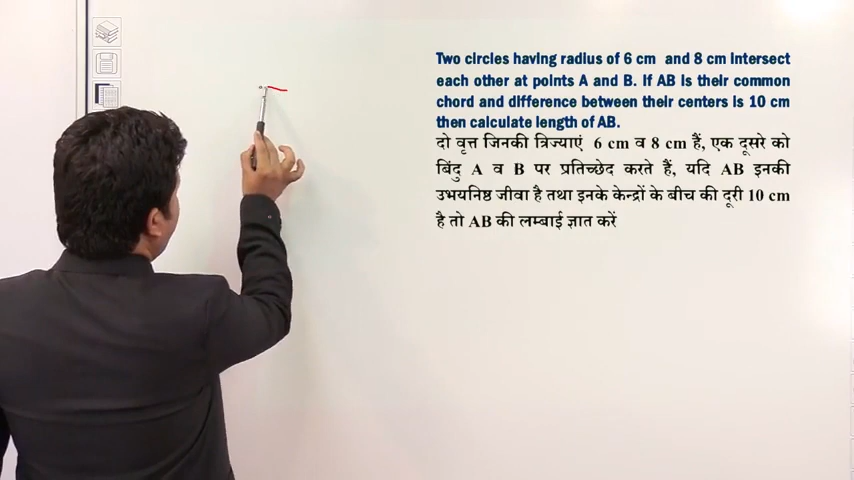 Two circles having radius of 6 cm and 8 cm intersect
each other at points A and B. If AB is their common
chord and difference between their centers is 10 cm
then calculate length of AB.
दो वृत्त जिनकी त्रिज्याएं 6 cm व 8 cm हैं, एक दूसरे को
बिंदु A व B पर प्रतिच्छेद करते हैं, यदि AB इनकी
उभयनिष्ठ जीवा है तथा इनके केन्द्रों के बीच की दूरी 10 cm
है तो AB की लम्बाई ज्ञात करें